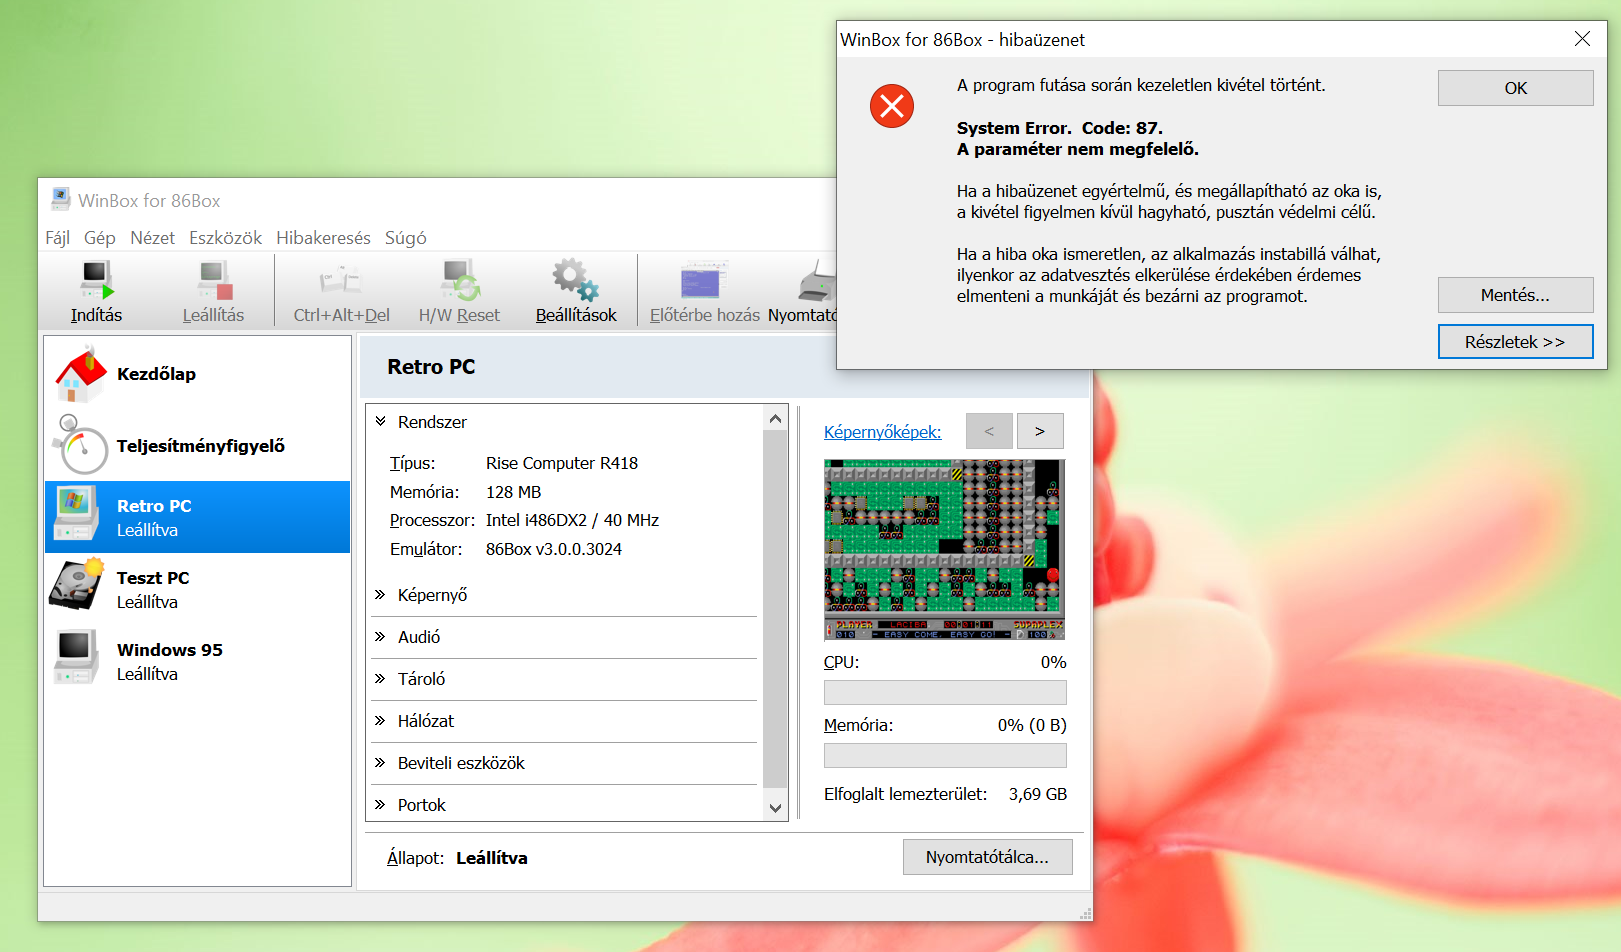 WinBox for 86Box - hibaüzenet
A program futása során kezeletlen kivétel történt.
OK
System Error.  Code: 87.
A paraméter nem megfelelő.
Ha a hibaüzenet egyértelmű, és megállapítható az oka is,
a kivétel figyelmen kívül hagyható, pusztán védelmi célű.
Ha a hiba oka ismeretlen, az alkalmazás instabillá válhat,
ilyenkor az adatvesztés elkerülése érdekében érdemes
elmenteni a munkáját és bezárni az programot.
Mentés...
Részletek >>
WinBox for 86Box
Fájl Gép Nézet Eszközök Hibakeresés Súgó
Indítás Leállítás Ctrl+Alt+Del H/W Reset Beállítások Előtérbe hozás Nyomtató
Kezdőlap
Teljesítményfigyelő
Retro PC
Leállítva
Teszt PC
Leállítva
Windows 95
Leállítva
Retro PC
Rendszer
Típus: Rise Computer R418
Memória: 128 MB
Processzor: Intel i486DX2 / 40 MHz
Emulátor: 86Box v3.0.0.3024
Képernyő
Audió
Tároló
Hálózat
Beviteli eszközök
Portok
Képernyőképek: < >
PLAYER LACIBA 00:01:11 SUPAPLEX
010 - EASY COME, EASY GO! - 100
CPU: 0%
Memória: 0% (0 B)
Elfoglalt lemezterület: 3,69 GB
Állapot: Leállítva
Nyomtatótálca...